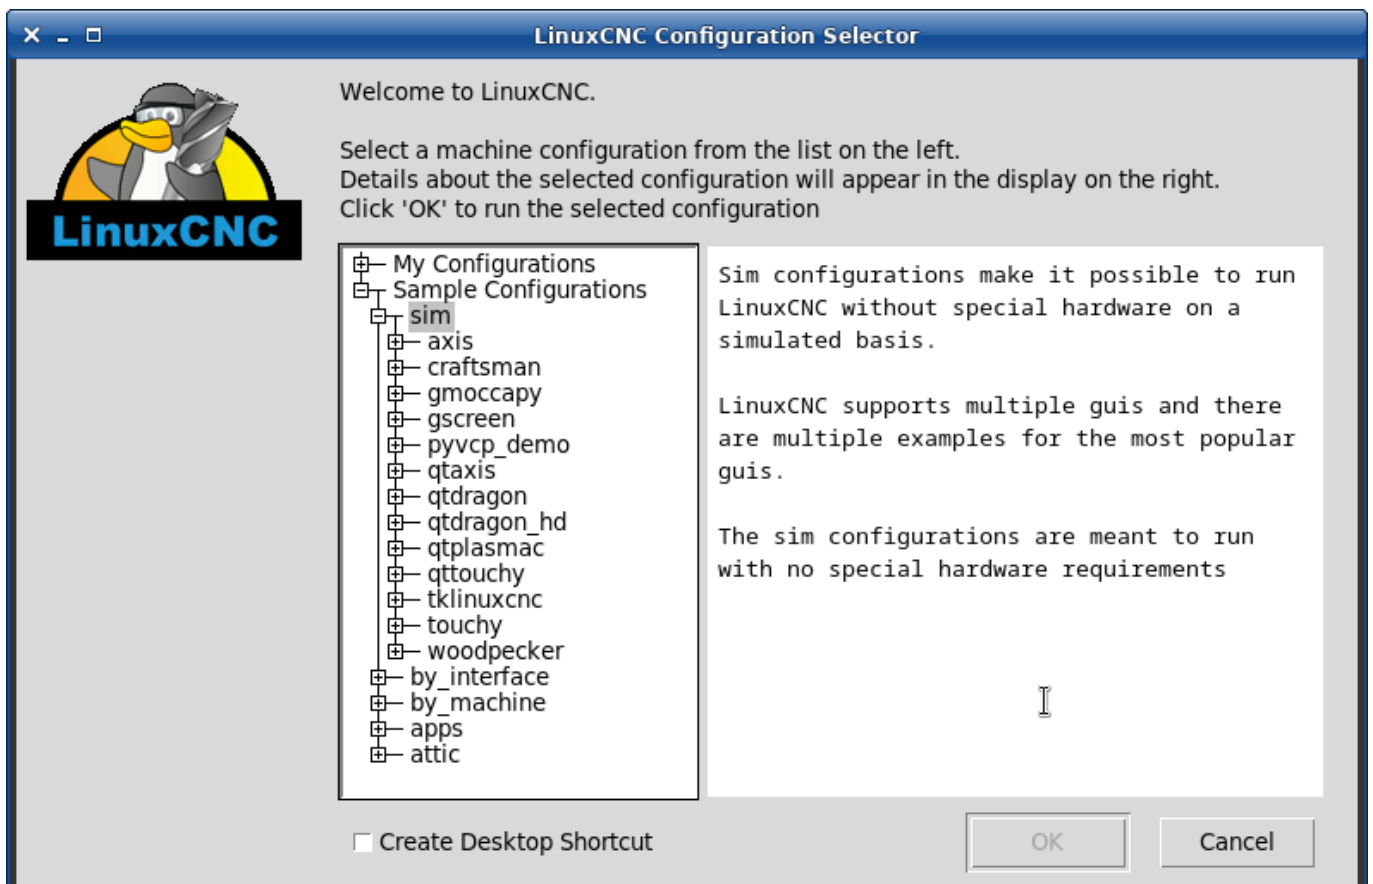 LinuxCNC Configuration Selector
LinuxCNC
Welcome to LinuxCNC.
Select a machine configuration from the list on the left.
Details about the selected configuration will appear in the display on the right.
Click 'OK' to run the selected configuration
My Configurations
Sample Configurations
sim
axis
craftsman
gmoccapy
gscreen
pyvcp_demo
qtaxis
qtdragon
qtdragon_hd
qtplasmac
qttouchy
tklinuxcnc
touchy
woodpecker
by_interface
by_machine
apps
attic
Sim configurations make it possible to run
LinuxCNC without special hardware on a
simulated basis.
LinuxCNC supports multiple guis and there
are multiple examples for the most popular
guis.
The sim configurations are meant to run
with no special hardware requirements
Create Desktop Shortcut
OK
Cancel